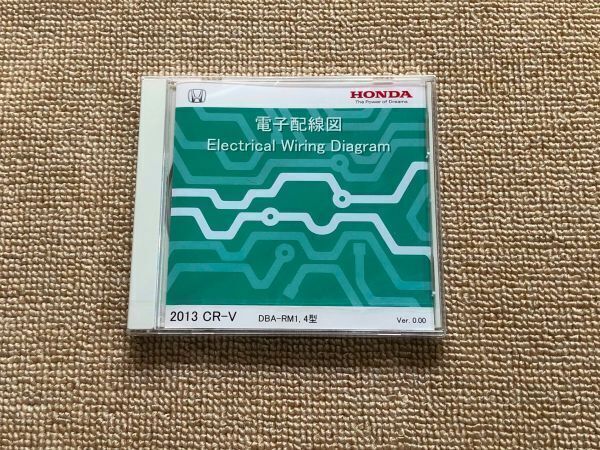 HONDA
The Power of Dreams
電子配線図
Electrical Wiring Diagram
2013 CR-V DBA-RM1, 4型 Ver. 0.00